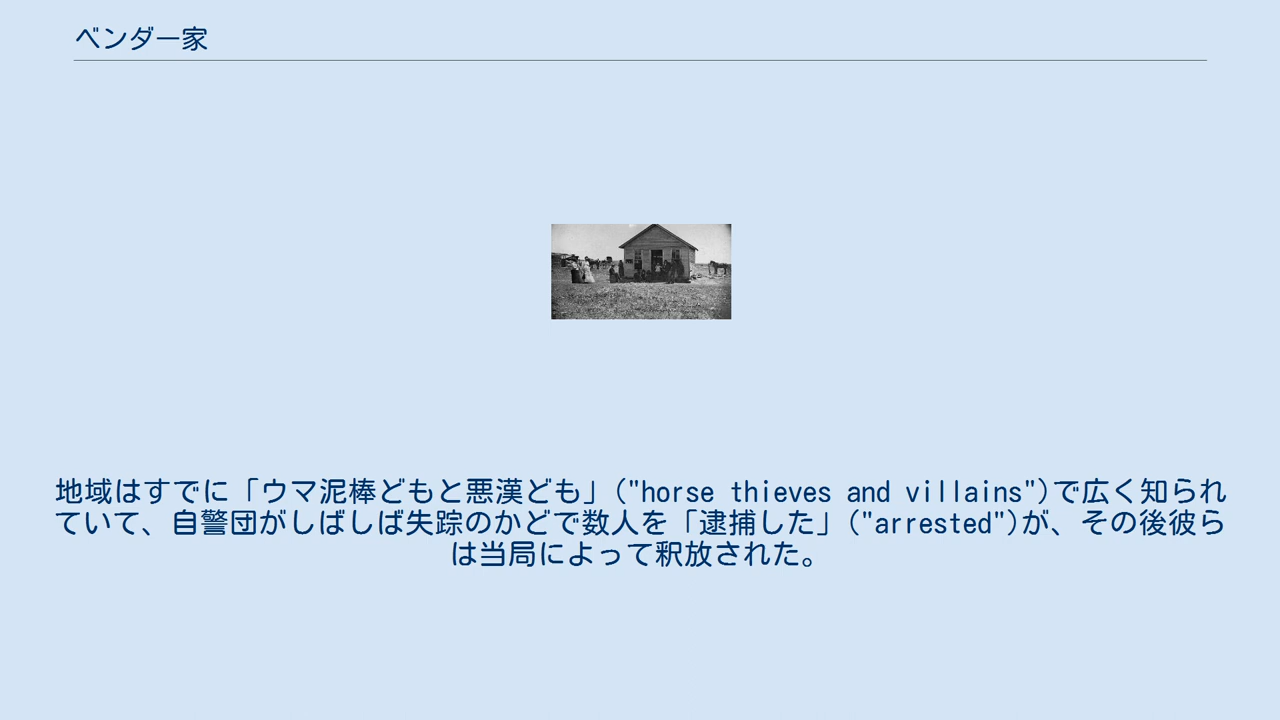 ベンダー家
地域はすでに「ウマ泥棒どもと悪漢ども」("horse thieves and villains")で広く知られ
ていて、自警団がしばしば失踪のかどで数人を「逮捕した」("arrested")が、その後彼ら
は当局によって釈放された。